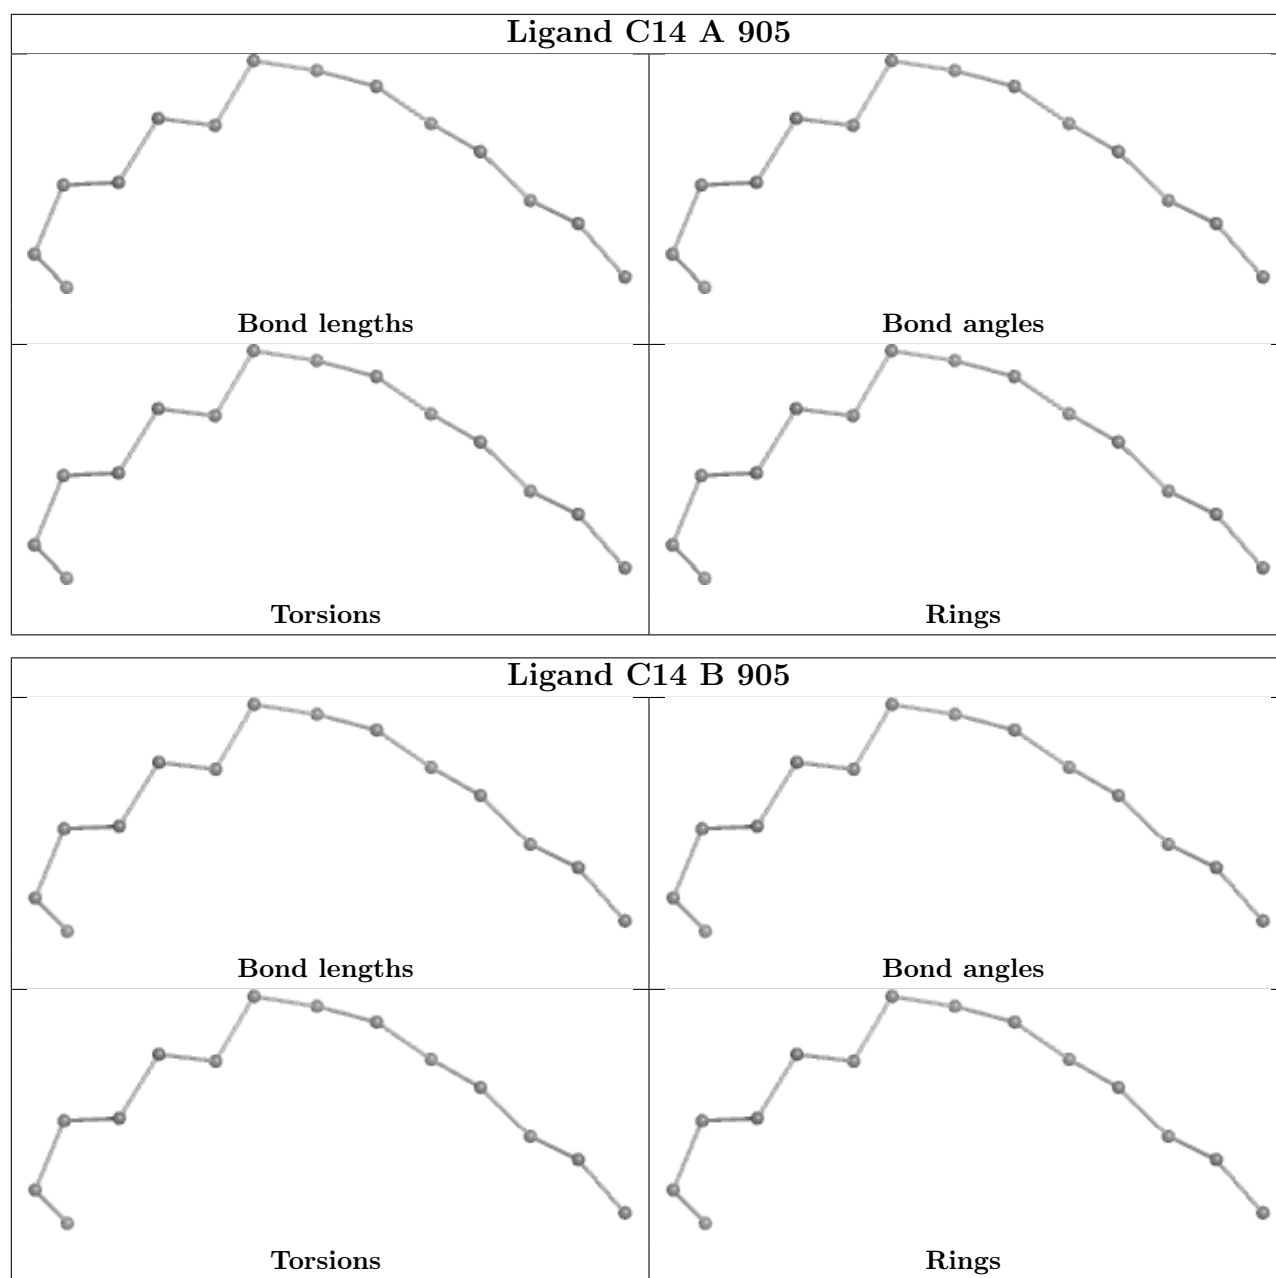 Ligand C14 A 905
Bond lengths
Bond angles
Torsions
Rings
Ligand C14 B 905
Bond lengths
Bond angles
Torsions
Rings